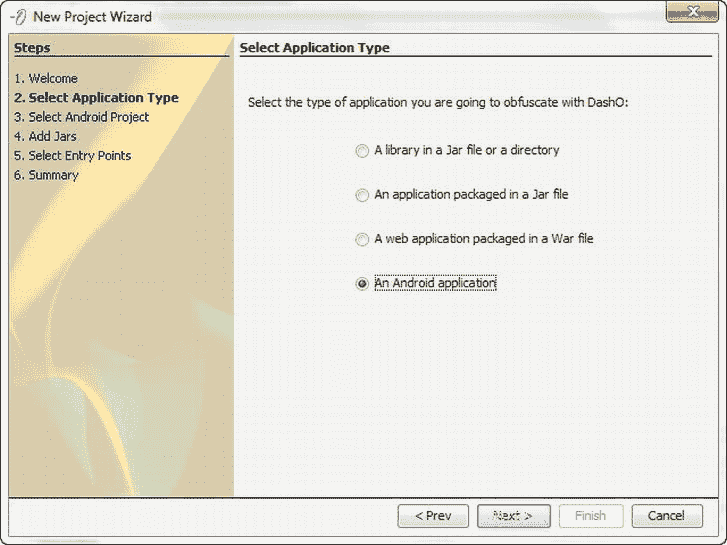 New Project Wizard
Steps
1. Welcome
2. Select Application Type
3. Select Android Project
4. Add Jars
5. Select Entry Points
6. Summary
Select Application Type
Select the type of application you are going to obfuscate with DashO:
A library in a Jar file or a directory
An application packaged in a Jar file
A web application packaged in a War file
An Android application
< Prev
Next >
Finish
Cancel